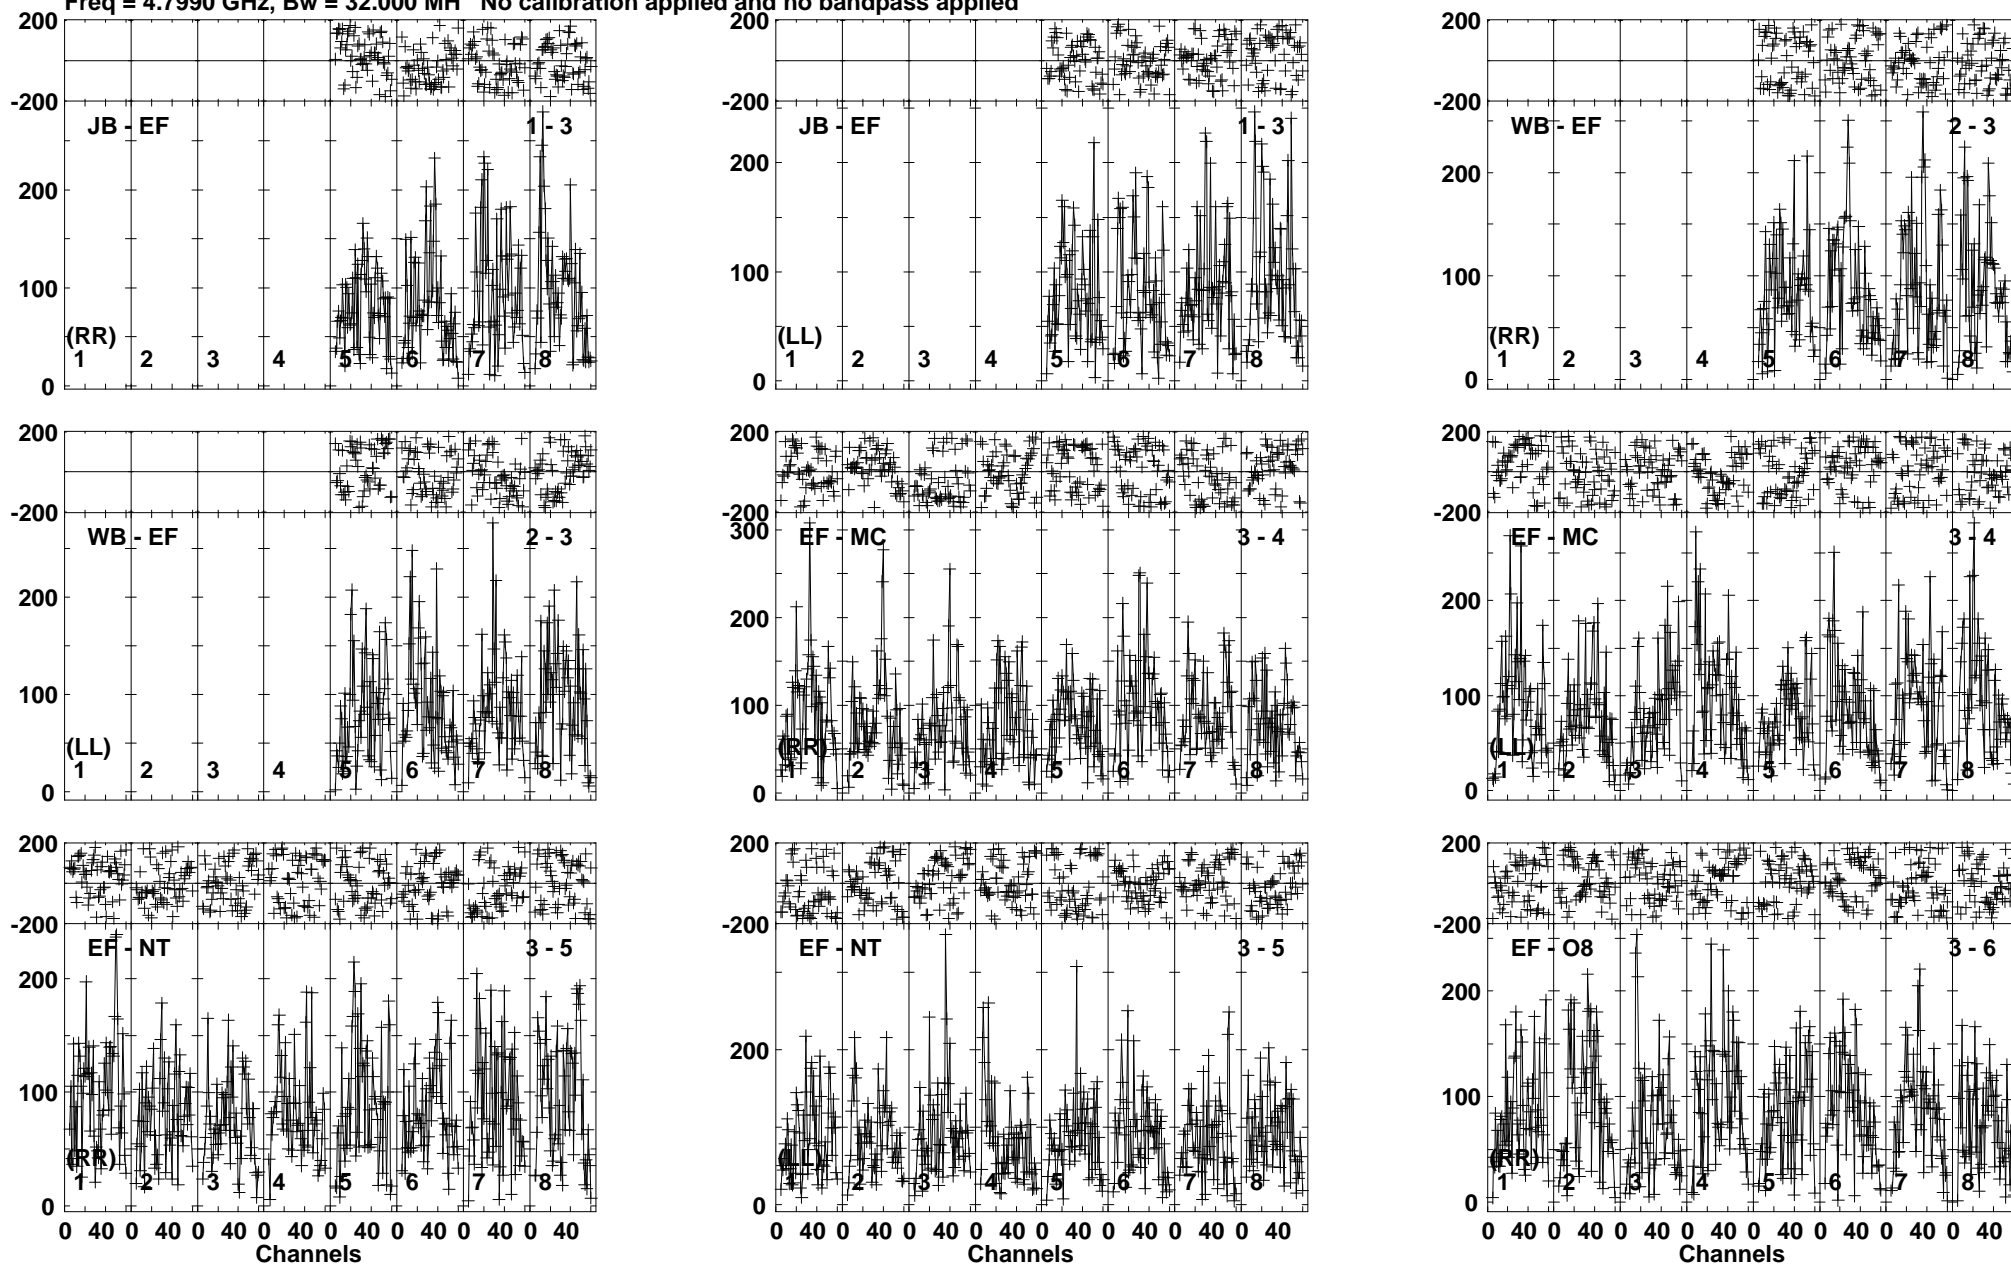 Freq = 4.7990 GHz, Bw = 32.000 MH No calibration applied and no bandpass applied
200 200 200
-200 -200 -200
JB - EF 1 - 3 JB - EF 1 - 3 WB - EF 2 - 3
200 200 200
100 100 100
(RR) (LL) (RR)
1 2 3 4 5 6 7 8 1 2 3 4 5 6 7 8 1 2 3 4 5 6 7 8
0 0 0
200 200 200
-200 -200 -200
WB - EF 2 - 3 300 EF - MC 3 - 4 EF - MC 3 - 4
200 200 200
100 100 100
(LL) (RR) (LL)
1 2 3 4 5 6 7 8 1 2 3 4 5 6 7 8 1 2 3 4 5 6 7 8
0 0 0
200 200 200
-200 -200 -200
EF - NT 3 - 5 EF - NT 3 - 5 EF - O8 3 - 6
200 200 200
100 100
(RR) (LL) (RR)
1 2 3 4 5 6 7 8 1 2 3 4 5 6 7 8 1 2 3 4 5 6 7 8
0 0 0
0 40 0 40 0 40 0 40 0 40 0 40 0 40 0 40 0 40 0 40 0 40 0 40 0 40 0 40 0 40 0 40 0 40 0 40 0 40 0 40 0 40 0 40 0 40 0 40
Channels Channels Channels